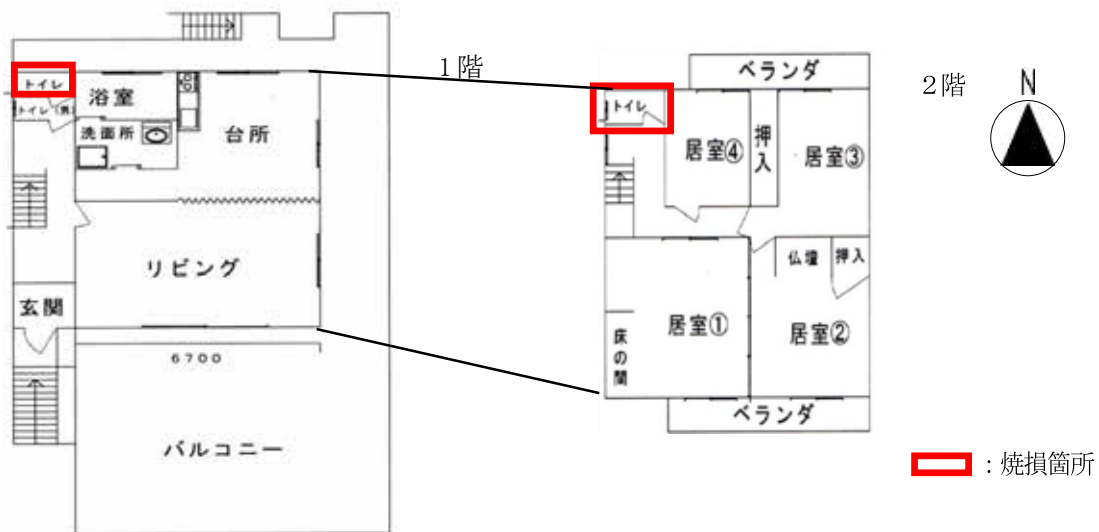 トイレ
トイレ（男）
浴室
洗面所
台所
リビング
玄関
6700
バルコニー
1階
ベランダ
トイレ
居室④
押入
居室③
仏壇
押入
居室①
居室②
床の間
ベランダ
2階
N
：焼損箇所